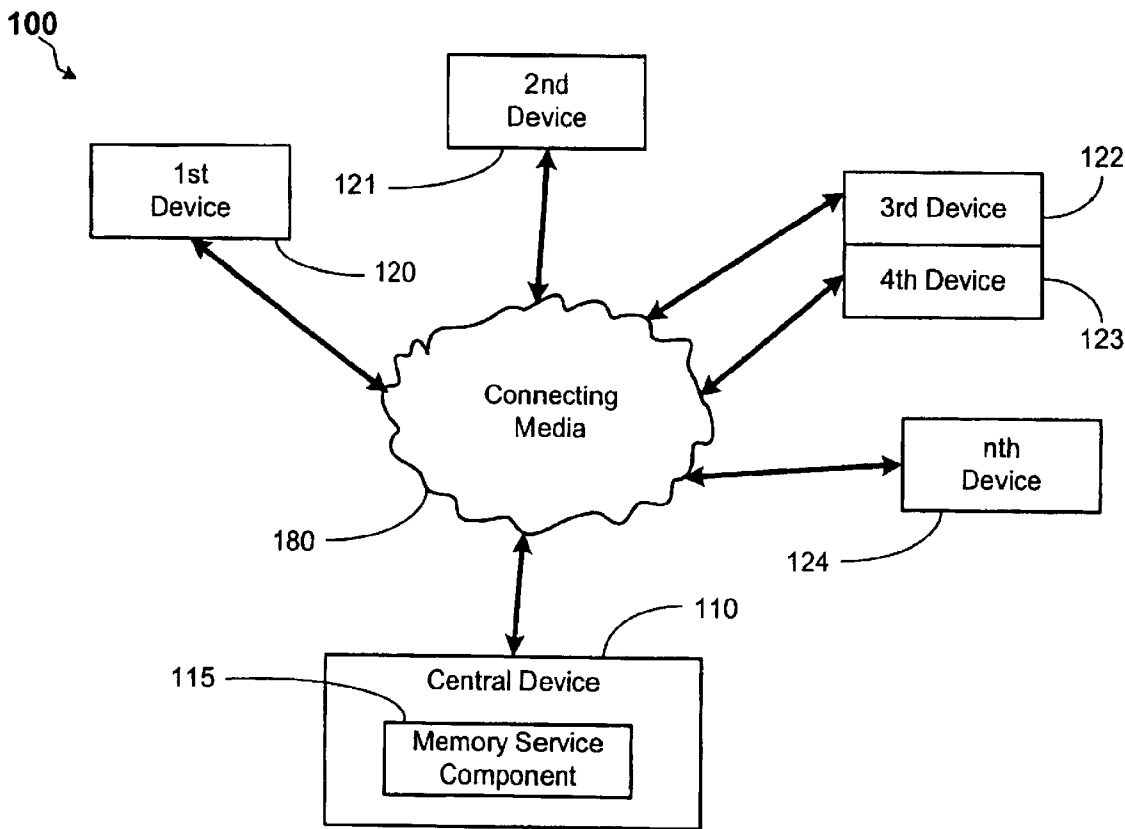 100
2nd
Device
121
1st
Device
120
122
3rd Device
4th Device
123
Connecting
Media
nth
Device
180
124
110
115
Central Device
Memory Service
Component